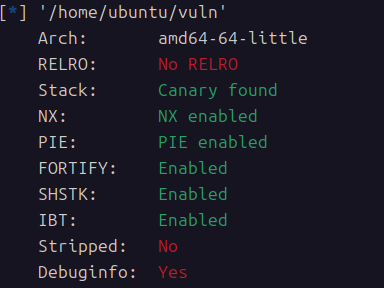 [*] '/home/ubuntu/vuln'
Arch: amd64-64-little
RELRO: No RELRO
Stack: Canary found
NX: NX enabled
PIE: PIE enabled
FORTIFY: Enabled
SHSTK: Enabled
IBT: Enabled
Stripped: No
Debuginfo: Yes